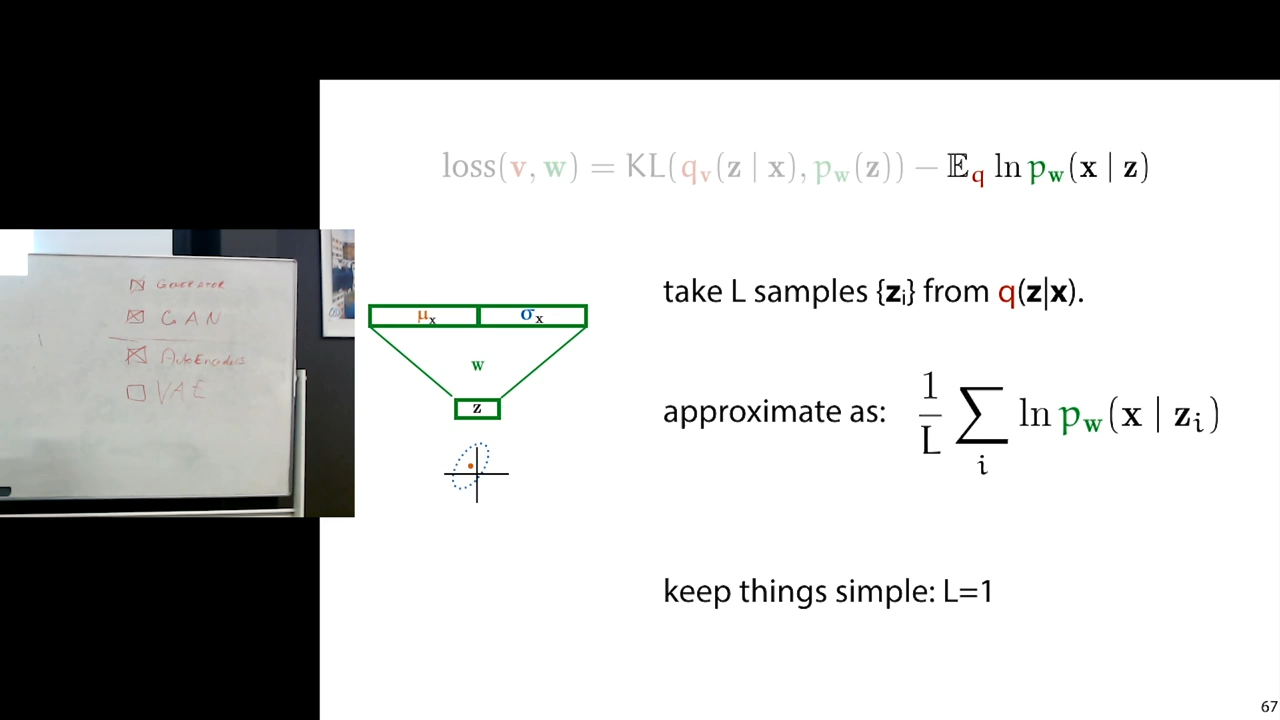 loss(v, w) = KL(q_v(z | x), p_w(z)) − 𝔼_q ln p_w(x | z)
take L samples {z_i} from q(z|x).
μ_x σ_x
w
z
approximate as: 1/L ∑_i ln p_w(x | z_i)
keep things simple: L=1
67
GENERATOR
GAN
AutoEncoders
VAE